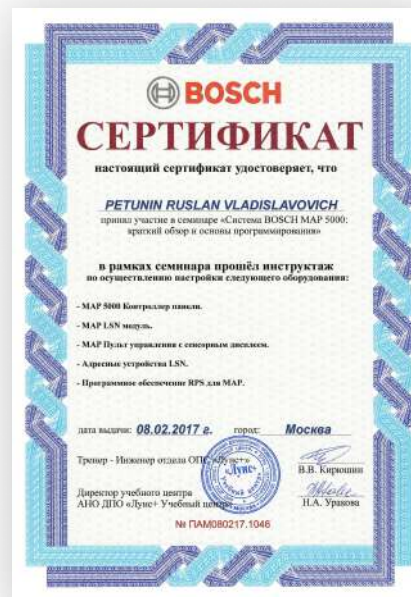 BOSCH
СЕРТИФИКАТ
настоящий сертификат удостоверяет, что
PETUNIN RUSLAN VLADISLAVOVICH
принял участие в семинаре «Система BOSCH MAP 5000:
краткий обзор и основы программирования»
в рамках семинара прошёл инструктаж
по осуществлению настройки следующего оборудования:
- MAP 5000 Контроллер панели.
- MAP LSN модуль.
- MAP Пульт управления с сенсорным дисплеем.
- Адресные устройства LSN.
- Программное обеспечение RPS для MAP.
дата выдачи: 08.02.2017 г. город: Москва
Тренер - Инженер отдела ОПС «Луис+»
В.В. Кирюшин
Директор учебного центра
АНО ДПО «Луис+ Учебный центр»
Н.А. Уракова
«Луис+
№ ПАМ080217.1046